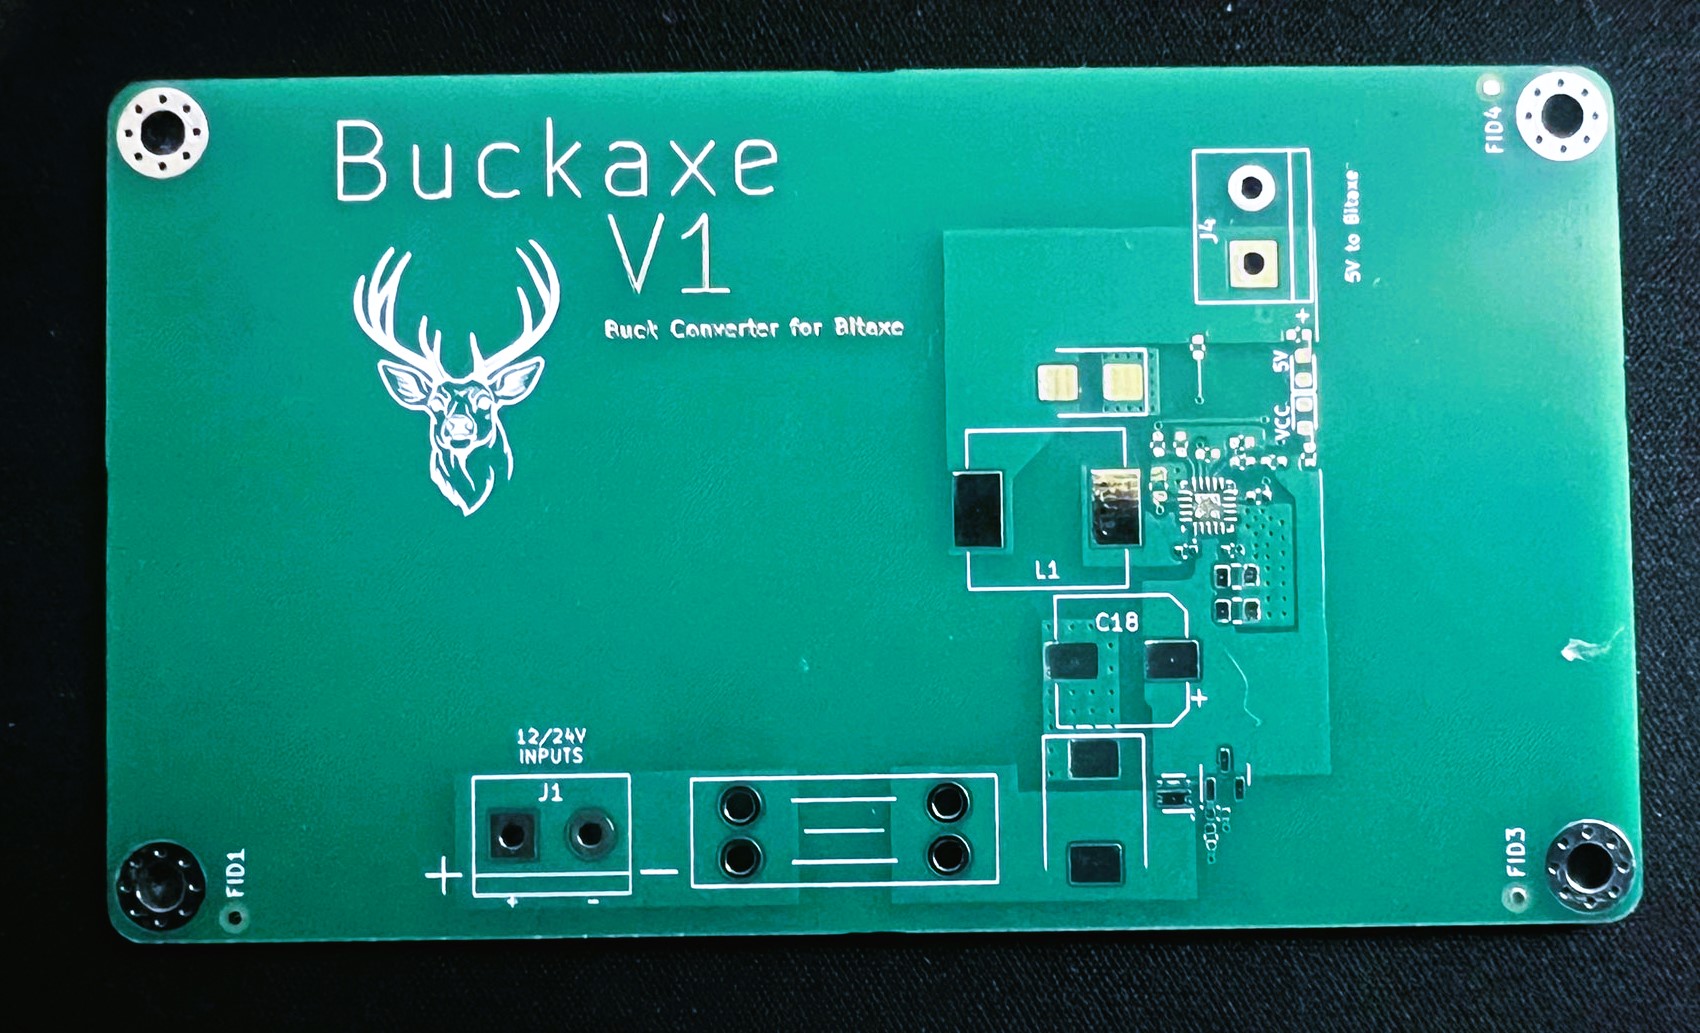 Buckaxe
V1
Buck Converter for Bitaxe
FID4
J4
5V to Bitaxe
+
5V
VCC
L1
C18
+
12/24V
INPUTS
J1
+
-
+
-
FID1
FID3